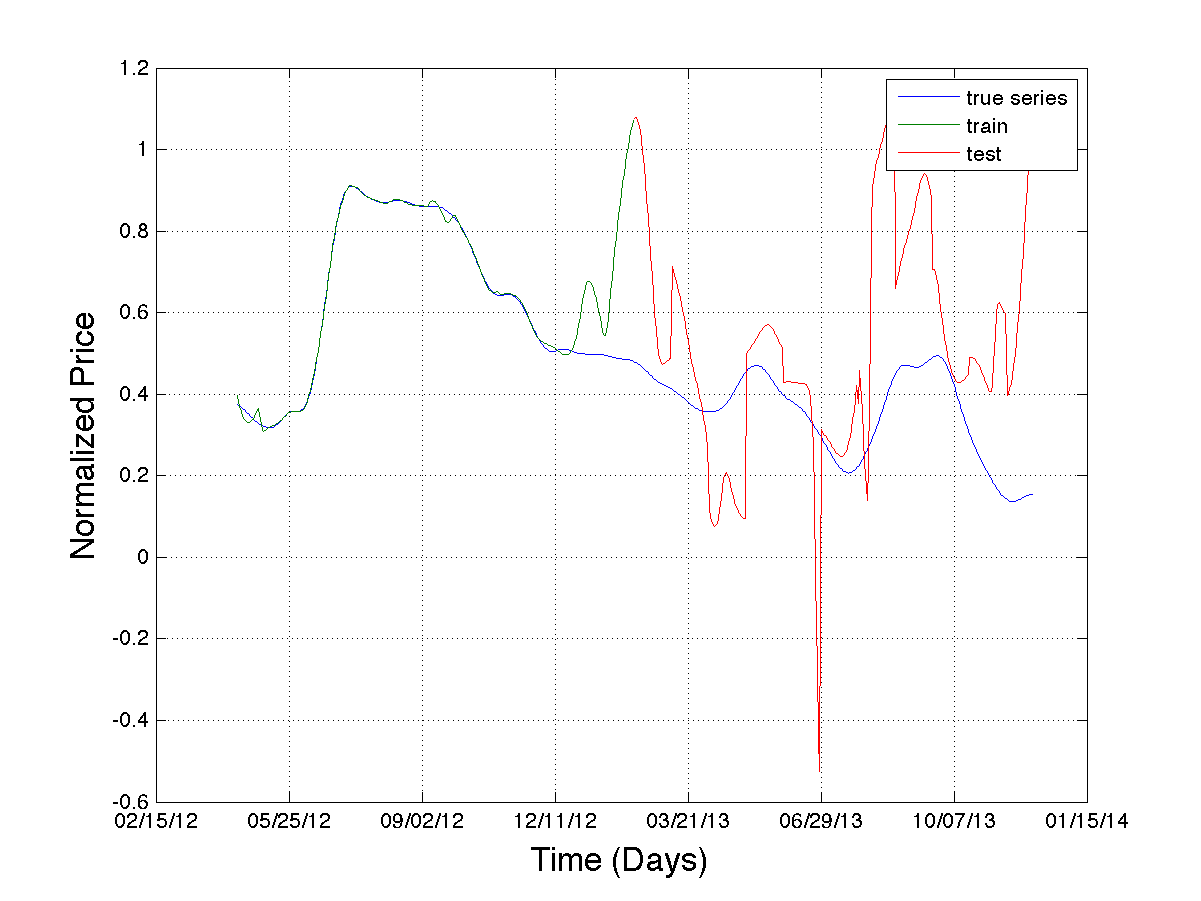 1.2
1
0.8
0.6
0.4
0.2
0
-0.2
-0.4
-0.6
Normalized Price
true series
train
test
02/15/12 05/25/12 09/02/12 12/11/12 03/21/13 06/29/13 10/07/13 01/15/14
Time (Days)